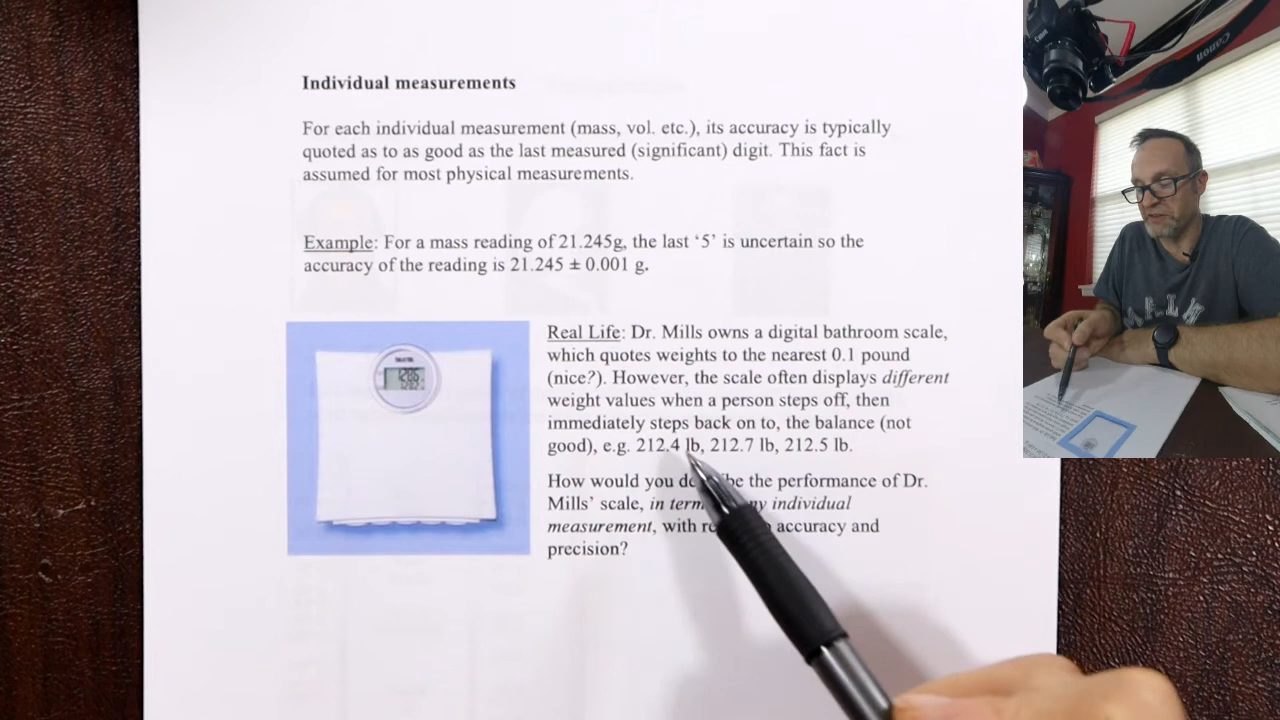 Individual measurements
For each individual measurement (mass, vol. etc.), its accuracy is typically
quoted as to as good as the last measured (significant) digit. This fact is
assumed for most physical measurements.
Example: For a mass reading of 21.245g, the last ‘5’ is uncertain so the
accuracy of the reading is 21.245 ± 0.001 g.
Real Life: Dr. Mills owns a digital bathroom scale,
which quotes weights to the nearest 0.1 pound
(nice?). However, the scale often displays different
weight values when a person steps off, then
immediately steps back on to, the balance (not
good), e.g. 212.4 lb, 212.7 lb, 212.5 lb.
How would you be the performance of Dr.
Mills’ scale, in individual
measurement, with accuracy and
precision?
Canon